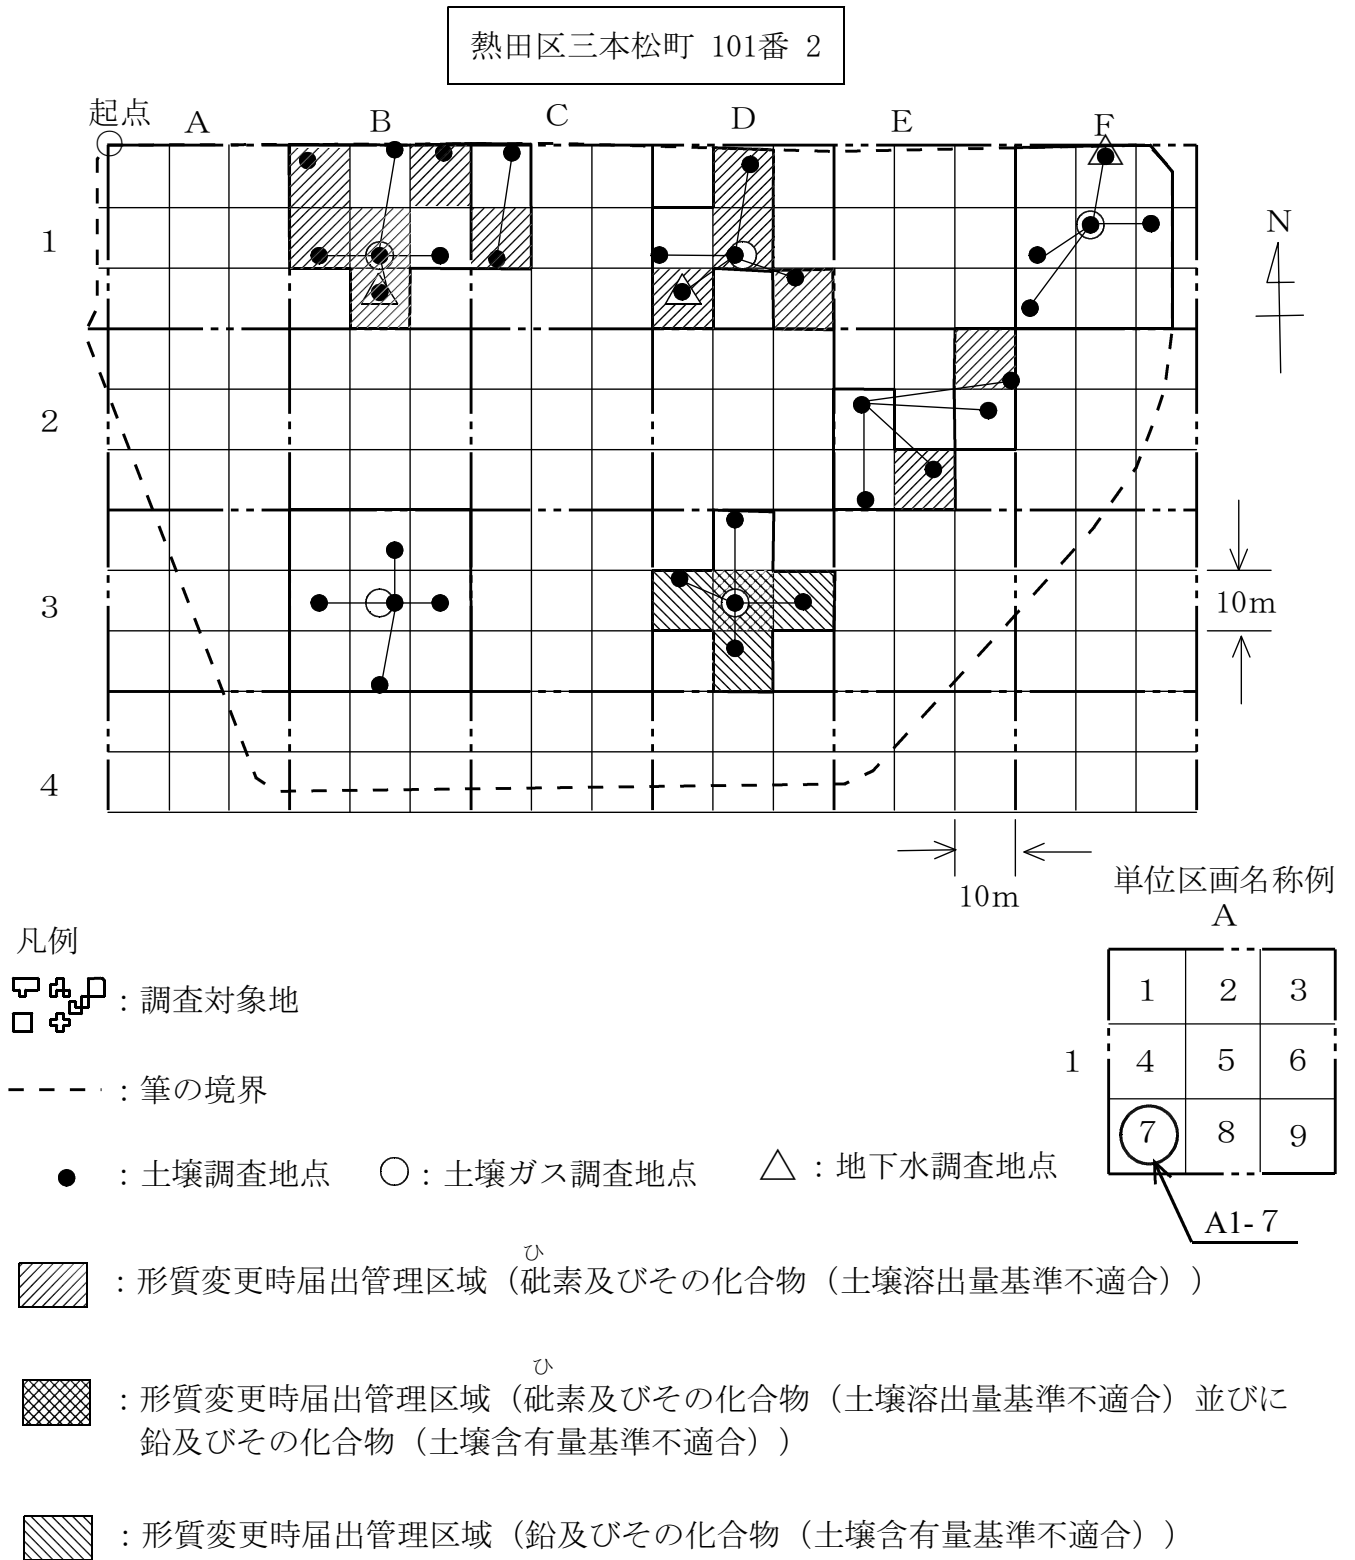 熱田区三本松町 101番 2
起点
A
B
C
D
E
F
1
2
3
4
N
10m
10m
単位区画名称例
A
1
1 2 3
4 5 6
7 8 9
A1-7
凡例
：調査対象地
：筆の境界
：土壌調査地点
：土壌ガス調査地点
：地下水調査地点
ひ
：形質変更時届出管理区域（砒素及びその化合物（土壌溶出量基準不適合））
ひ
：形質変更時届出管理区域（砒素及びその化合物（土壌溶出量基準不適合）並びに
鉛及びその化合物（土壌含有量基準不適合））
：形質変更時届出管理区域（鉛及びその化合物（土壌含有量基準不適合））